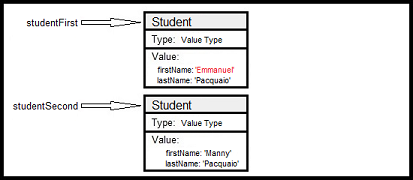 studentFirst
Student
Type: Value Type
Value:
firstName: 'Emmanuel'
lastName: 'Pacquaio'
studentSecond
Student
Type: Value Type
Value:
firstName: 'Manny'
lastName: 'Pacquaio'